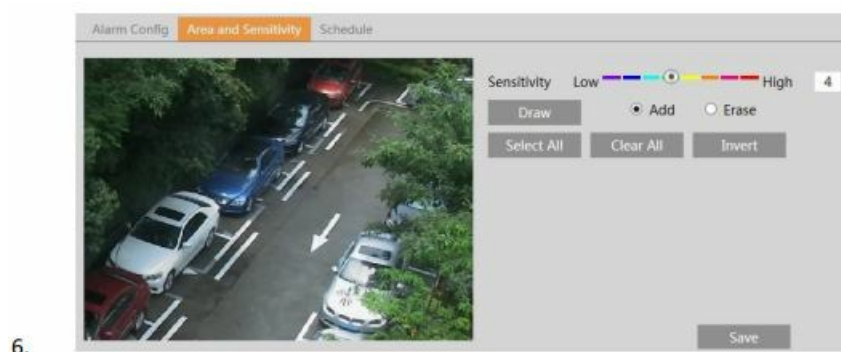 Alarm Config Area and Sensitivity Schedule
Sensitivity Low High 4
Draw Add Erase
Select All Clear All Invert
Save
6.